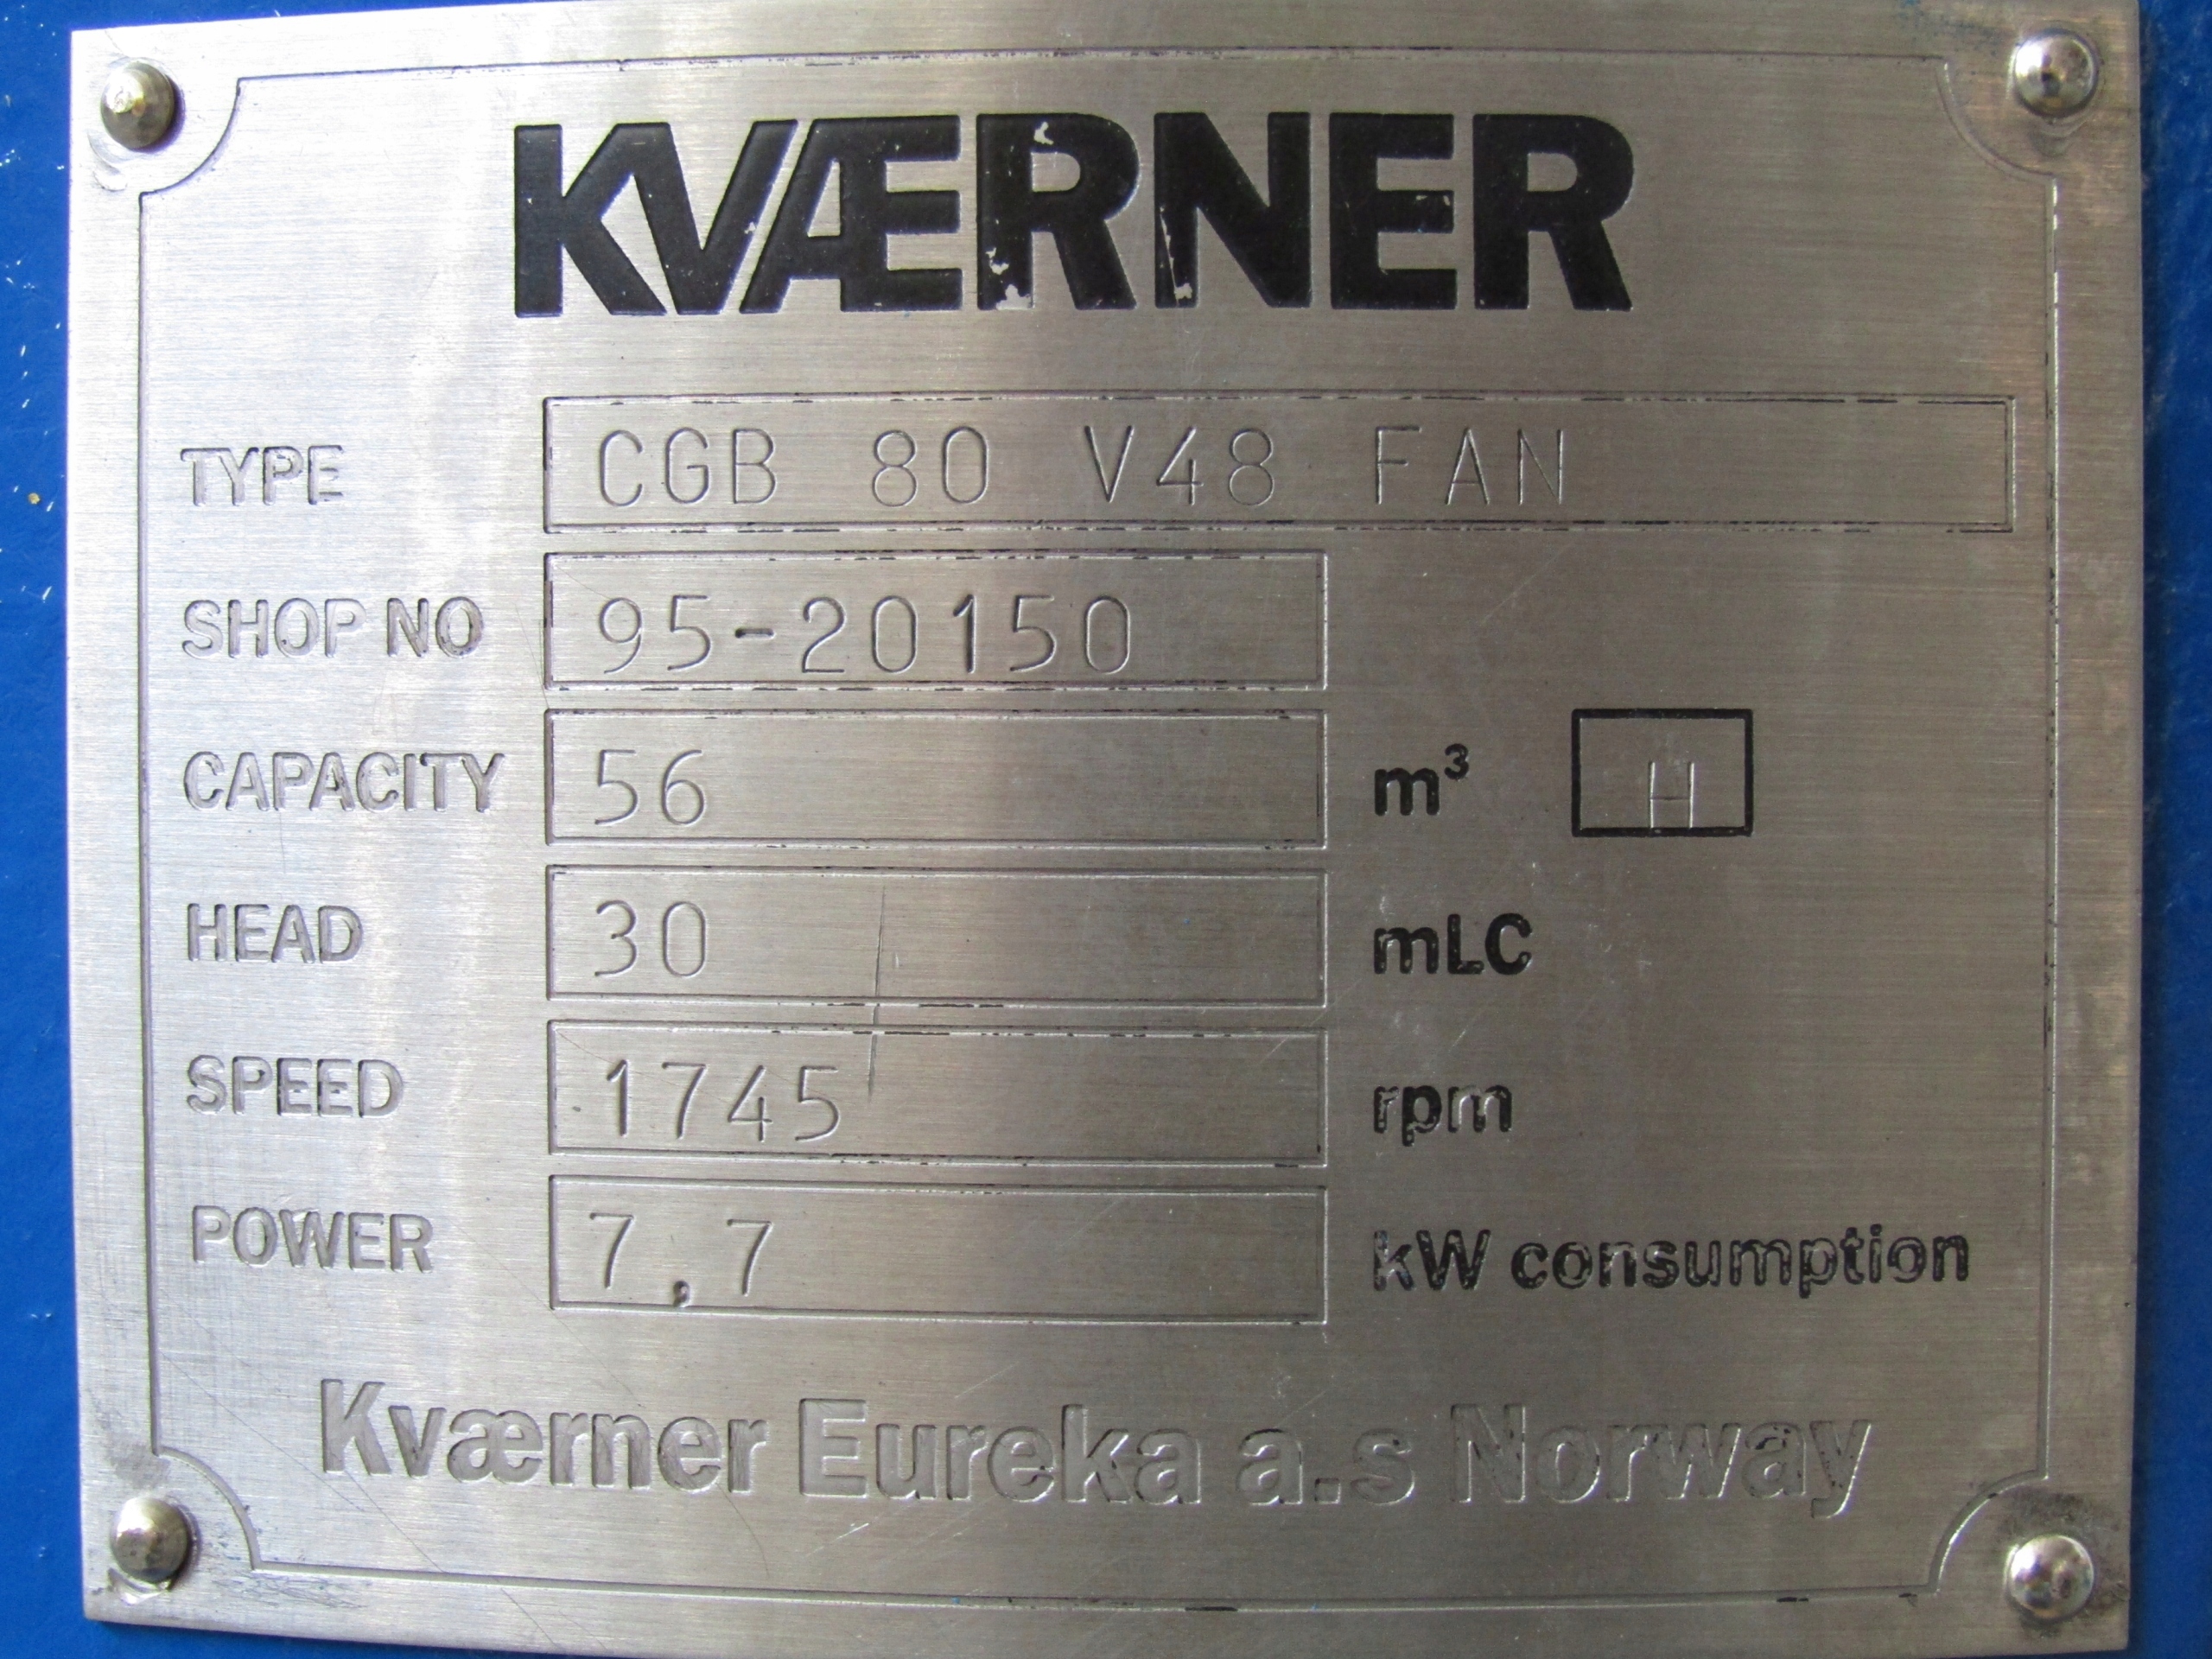 KVÆRNER
TYPE CGB 80 V48 FAN
SHOP NO 95-20150
CAPACITY 56 m³ H
HEAD 30 mLC
SPEED 1745 rpm
POWER 7,7 kW consumption
Kværner Eureka a.s Norway